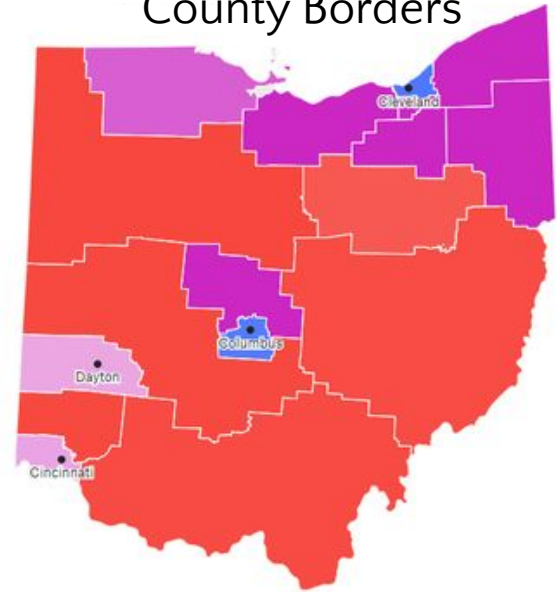 County Borders
Cleveland
Columbus
Dayton
Cincinnati